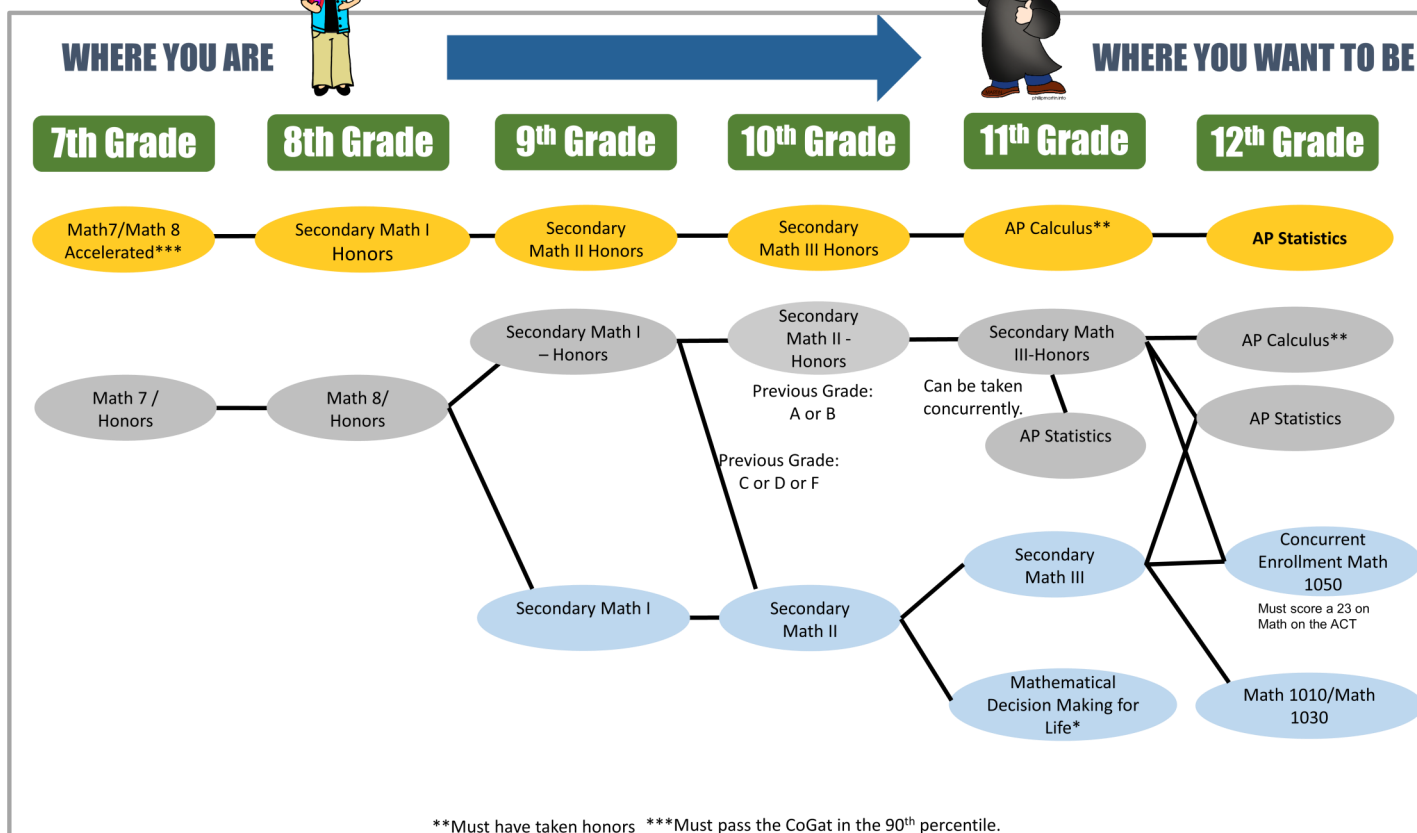 WHERE YOU ARE
WHERE YOU WANT TO BE
7th Grade
8th Grade
9th Grade
10th Grade
11th Grade
12th Grade
Math7/Math 8
Accelerated***
Secondary Math I
Honors
Secondary
Math II Honors
Secondary
Math III Honors
AP Calculus**
AP Statistics
Math 7 /
Honors
Math 8/
Honors
Secondary Math I
– Honors
Secondary
Math II -
Honors
Previous Grade:
A or B
Previous Grade:
C or D or F
Secondary Math
III-Honors
Can be taken
concurrently.
AP Statistics
AP Calculus**
AP Statistics
Secondary Math I
Secondary
Math II
Secondary
Math III
Mathematical
Decision Making for
Life*
Concurrent
Enrollment Math
1050
Must score a 23 on
Math on the ACT
Math 1010/Math
1030
**Must have taken honors ***Must pass the CoGat in the 90th percentile.